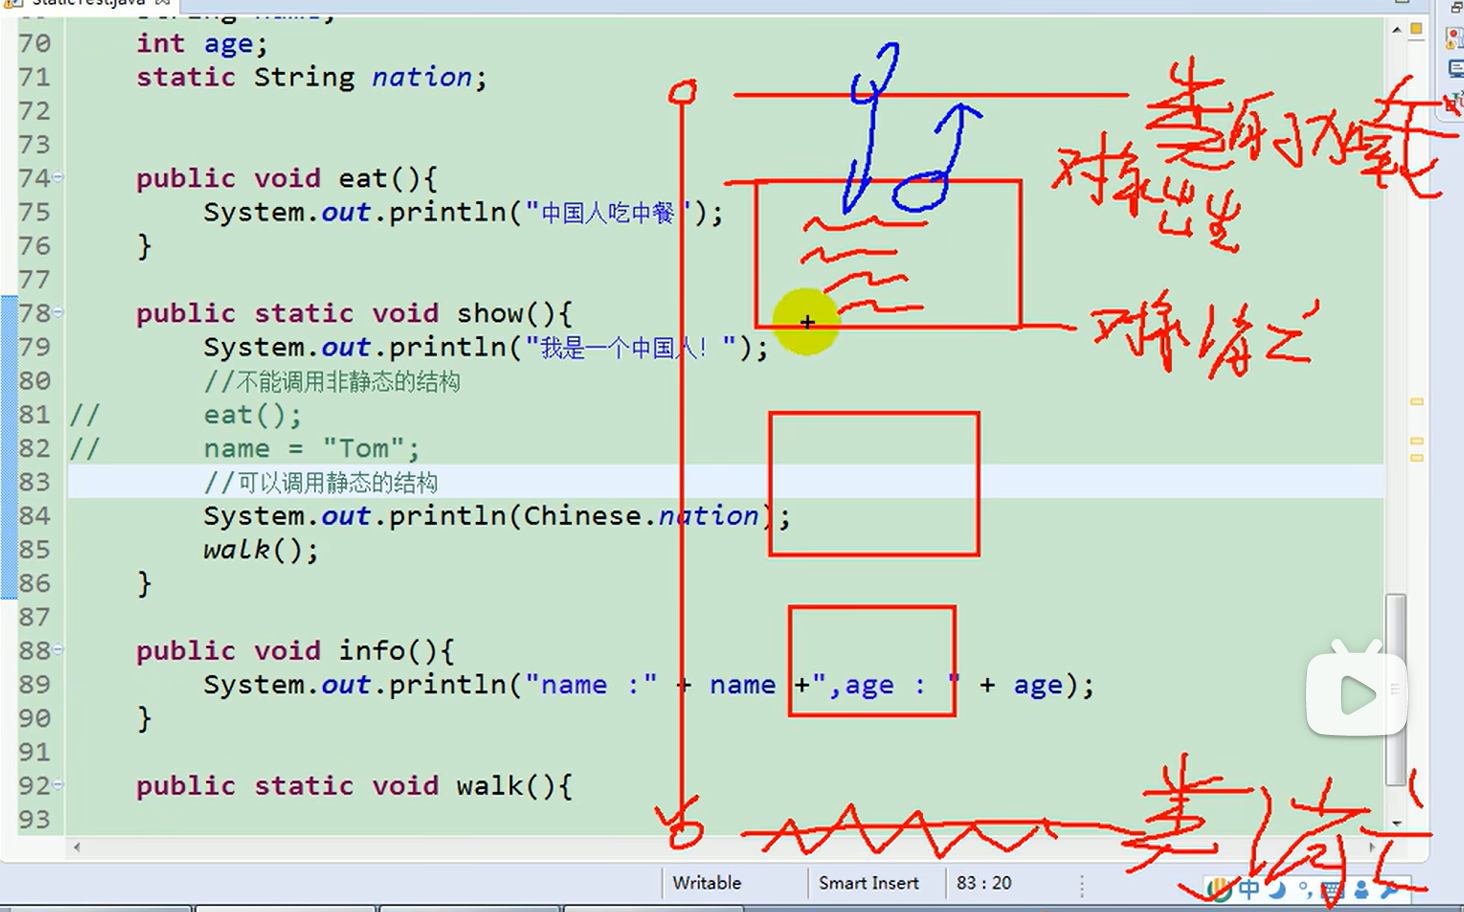 StaticTest.java
String name;
70 int age;
71 static String nation;
72
73
74 public void eat(){
75 System.out.println("中国人吃中餐");
76 }
77
78 public static void show(){
79 System.out.println("我是一个中国人！");
80 //不能调用非静态的结构
81 // eat();
82 // name = "Tom";
83 //可以调用静态的结构
84 System.out.println(Chinese.nation);
85 walk();
86 }
87
88 public void info(){
89 System.out.println("name :" + name +",age : " + age);
90 }
91
92 public static void walk(){
93
类的加载
对象出生
对象消亡
类消亡
Writable Smart Insert 83 : 20
中